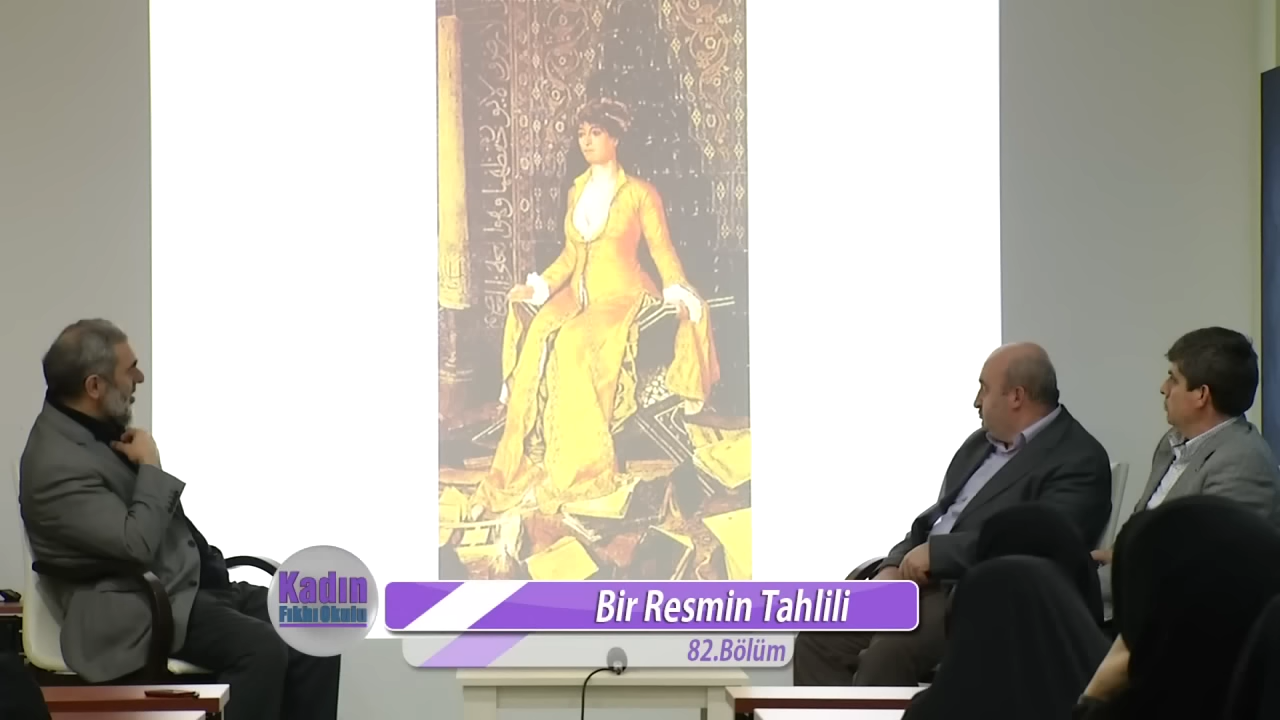 Kadın
Fıkhı Okulu
Bir Resmin Tahlili
82.Bölüm